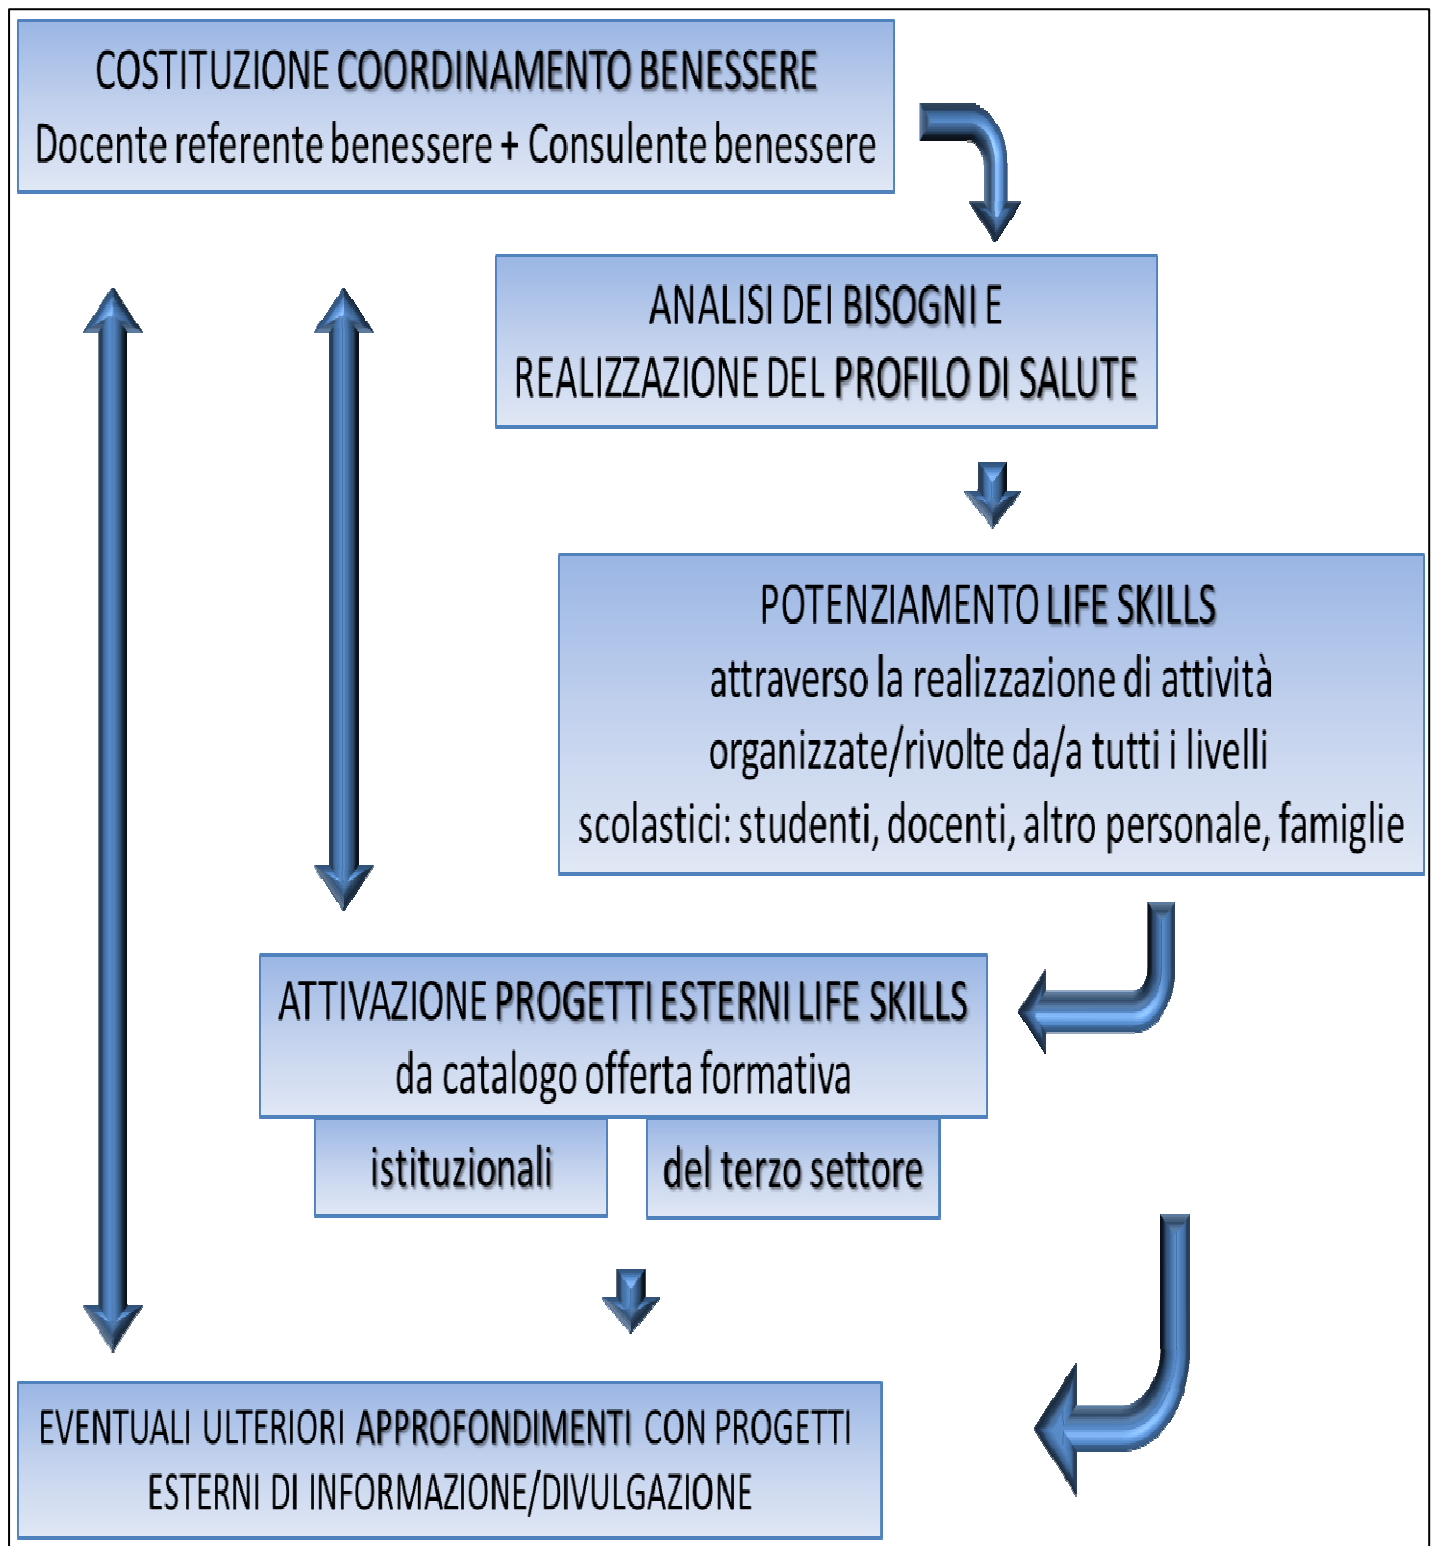 COSTITUZIONE COORDINAMENTO BENESSERE
Docente referente benessere + Consulente benessere
ANALISI DEI BISOGNI E
REALIZZAZIONE DEL PROFILO DI SALUTE
POTENZIAMENTO LIFE SKILLS
attraverso la realizzazione di attività
organizzate/rivolte da/a tutti i livelli
scolastici: studenti, docenti, altro personale, famiglie
ATTIVAZIONE PROGETTI ESTERNI LIFE SKILLS
da catalogo offerta formativa
istituzionali
del terzo settore
EVENTUALI ULTERIORI APPROFONDIMENTI CON PROGETTI
ESTERNI DI INFORMAZIONE/DIVULGAZIONE